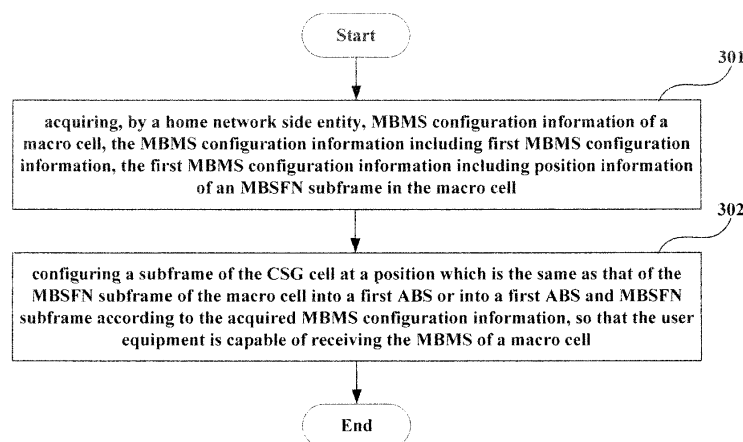 Start
301
acquiring, by a home network side entity, MBMS configuration information of a
macro cell, the MBMS configuration information including first MBMS configuration
information, the first MBMS configuration information including position information
of an MBSFN subframe in the macro cell
302
configuring a subframe of the CSG cell at a position which is the same as that of the
MBSFN subframe of the macro cell into a first ABS or into a first ABS and MBSFN
subframe according to the acquired MBMS configuration information, so that the user
equipment is capable of receiving the MBMS of a macro cell
End